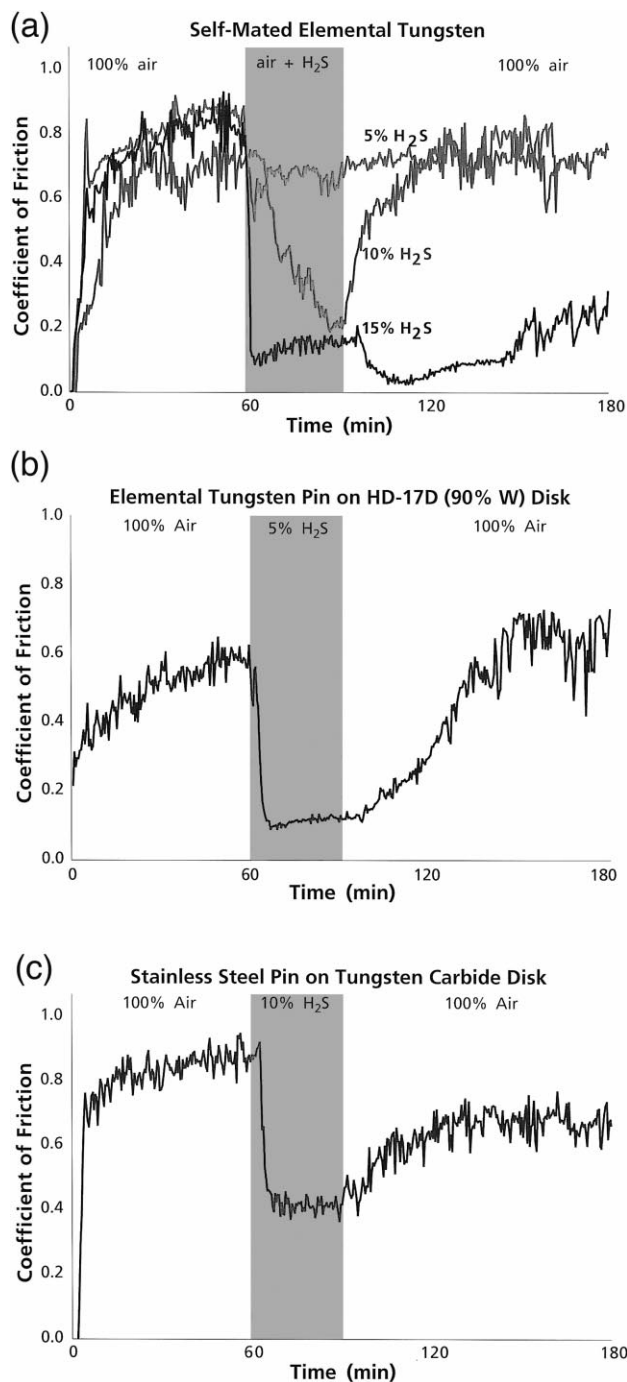 (a)
Self-Mated Elemental Tungsten
100% air
air + H2S
100% air
1.0
0.8
0.6
0.4
0.2
0.0
Coefficient of Friction
5% H2S
10% H2S
15% H2S
0
60
120
180
Time (min)
(b)
Elemental Tungsten Pin on HD-17D (90% W) Disk
100% Air
5% H2S
100% Air
1.0
0.8
0.6
0.4
0.2
0.0
Coefficient of Friction
0
60
120
180
Time (min)
(c)
Stainless Steel Pin on Tungsten Carbide Disk
100% Air
10% H2S
100% Air
1.0
0.8
0.6
0.4
0.2
0.0
Coefficient of Friction
0
60
120
180
Time (min)